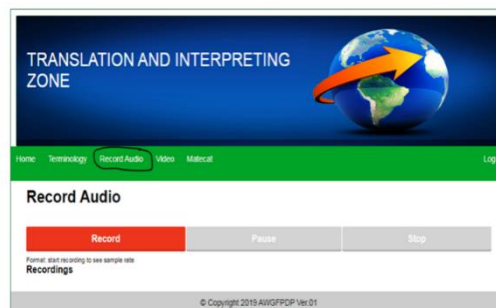 TRANSLATION AND INTERPRETING
ZONE
Home Terminology Record Audio Video Matecat Log
Record Audio
Record Pause Stop
Format: start recording to see sample rate
Recordings
© Copyright 2019 AWGFPDP Ver.01